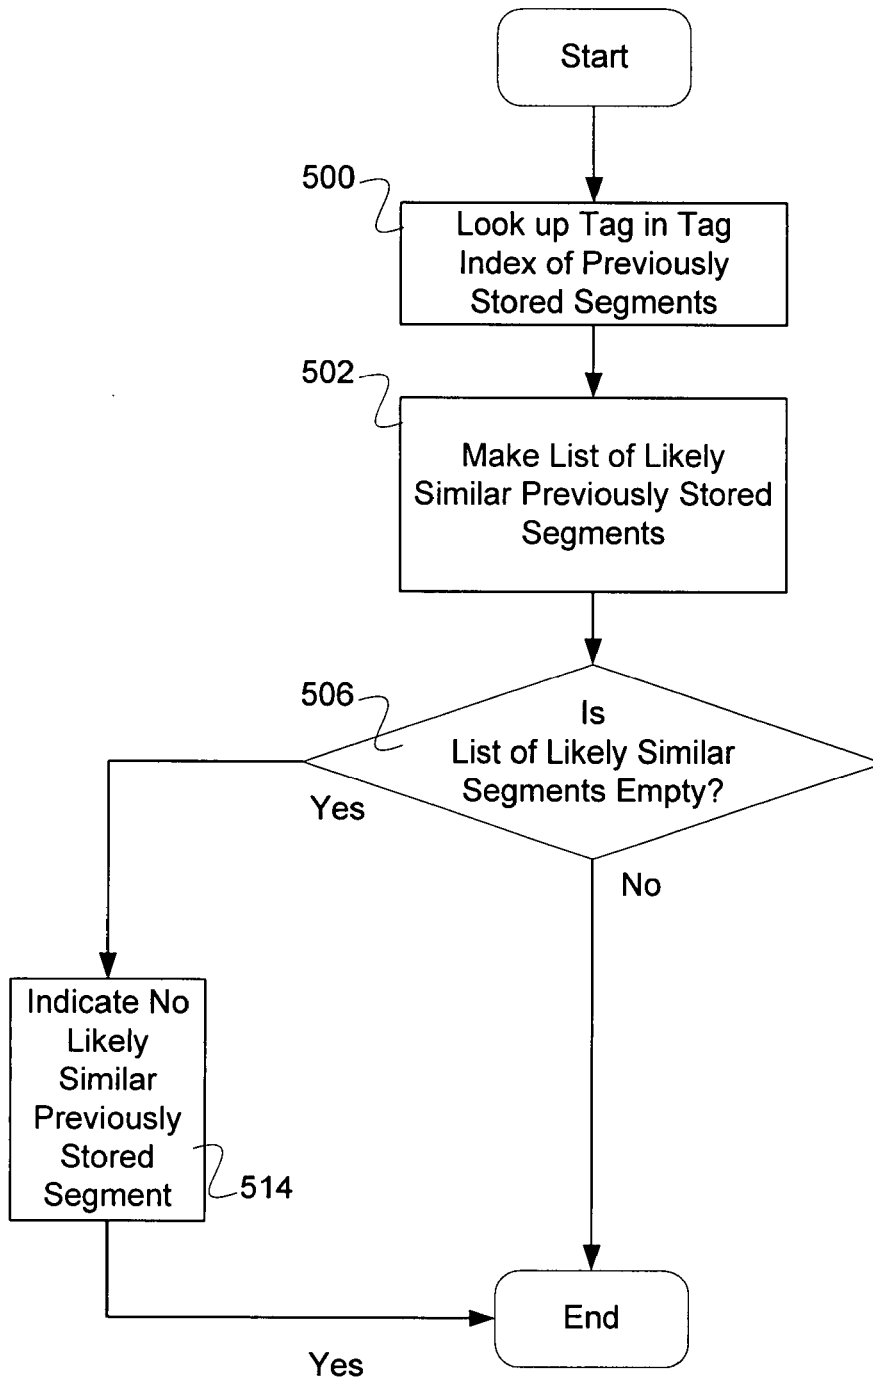 Start
500
Look up Tag in Tag
Index of Previously
Stored Segments
502
Make List of Likely
Similar Previously Stored
Segments
506
Is
List of Likely Similar
Segments Empty?
Yes
No
Indicate No
Likely
Similar
Previously
Stored
Segment
514
End
Yes